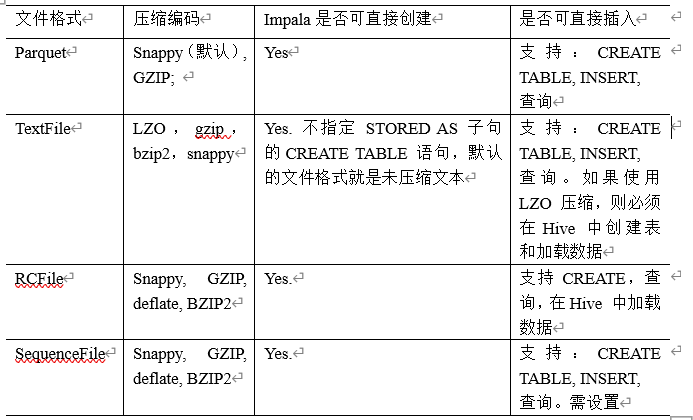 文件格式 压缩编码 Impala 是否可直接创建 是否可直接插入
Parquet Snappy（默认）, Yes 支持：CREATE
GZIP; TABLE, INSERT,
查询
TextFile LZO，gzip， Yes. 不指定 STORED AS 子句 支持：CREATE
bzip2，snappy 的 CREATE TABLE 语句，默认 TABLE, INSERT,
的文件格式就是未压缩文本 查询。如果使用
LZO 压缩，则必须
在 Hive 中创建表
和加载数据
RCFile Snappy, GZIP, Yes. 支持 CREATE，查
deflate, BZIP2 询，在 Hive 中加载
数据
SequenceFile Snappy, GZIP, Yes. 支持：CREATE
deflate, BZIP2 TABLE, INSERT,
查询。需设置